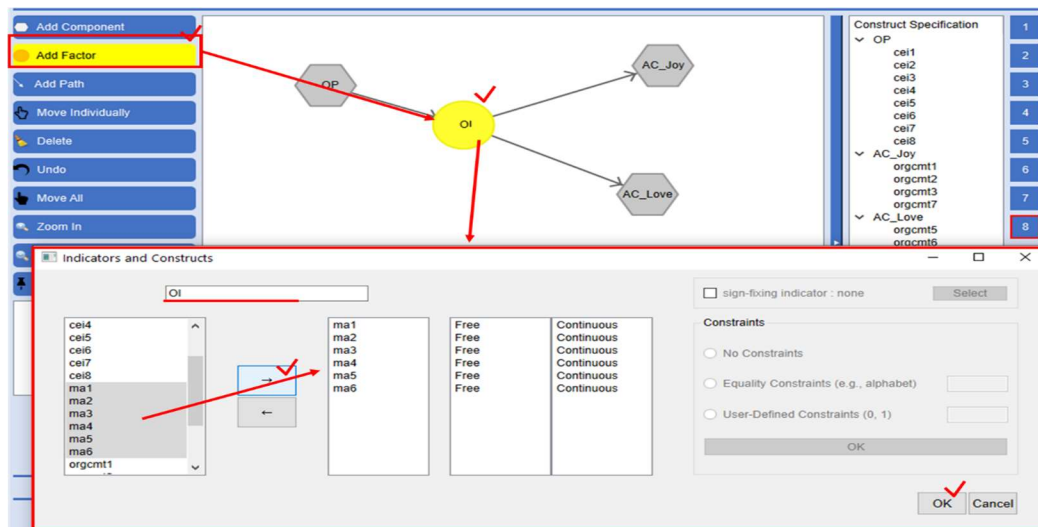 Add Component
Add Factor
Add Path
Move Individually
Delete
Undo
Move All
Zoom In
OP
OI
AC_Joy
AC_Love
Construct Specification
OP
cei1
cei2
cei3
cei4
cei5
cei6
cei7
cei8
AC_Joy
orgcmt1
orgcmt2
orgcmt3
orgcmt7
AC_Love
orgcmt5
orgcmt6
1
2
3
4
5
6
7
8
Indicators and Constructs
OI
cei4
cei5
cei6
cei7
cei8
ma1
ma2
ma3
ma4
ma5
ma6
orgcmt1
→
←
ma1 Free Continuous
ma2 Free Continuous
ma3 Free Continuous
ma4 Free Continuous
ma5 Free Continuous
ma6 Free Continuous
sign-fixing indicator : none Select
Constraints
No Constraints
Equality Constraints (e.g., alphabet)
User-Defined Constraints (0, 1)
OK
OK Cancel